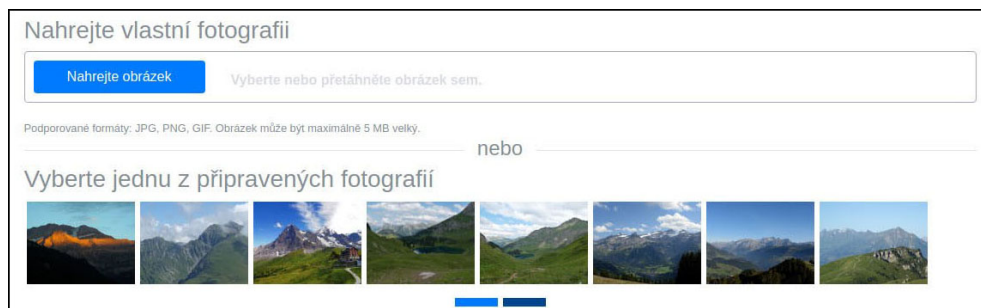 Nahrejte vlastní fotografii
Nahrejte obrázek
Vyberte nebo přetáhněte obrázek sem.
Podporované formáty: JPG, PNG, GIF. Obrázek může být maximálně 5 MB velký.
nebo
Vyberte jednu z připravených fotografií